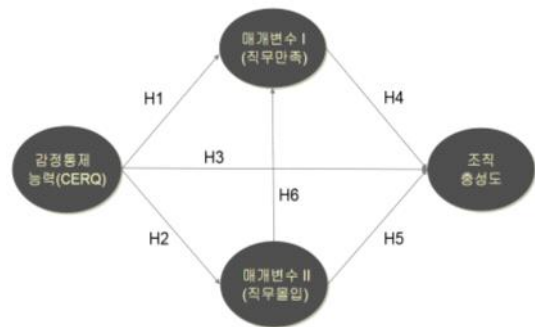 매개변수 I
(직무만족)
H1
H4
감정통제
능력(CERQ)
H3
조직
충성도
H6
H2
H5
매개변수 II
(직무몰입)